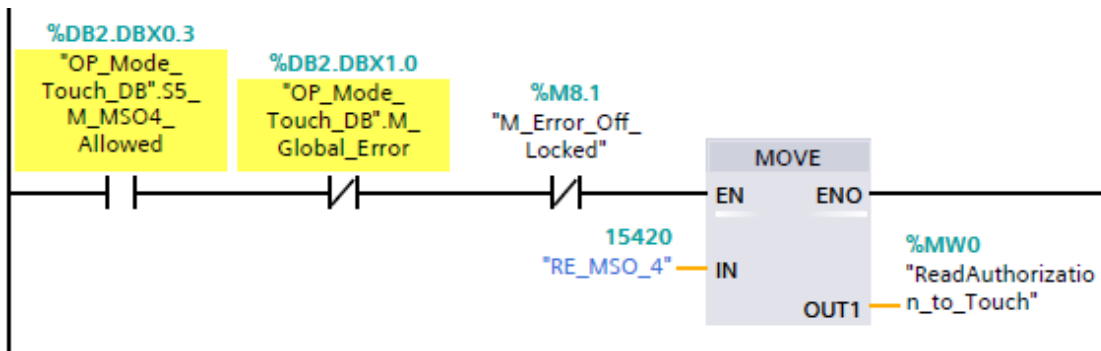 %DB2.DBX0.3
"OP_Mode_
Touch_DB".S5_
M_MSO4_
Allowed
%DB2.DBX1.0
"OP_Mode_
Touch_DB".M_
Global_Error
%M8.1
"M_Error_Off_
Locked"
MOVE
EN
ENO
15420
"RE_MSO_4"
IN
%MW0
"ReadAuthorizatio
n_to_Touch"
OUT1